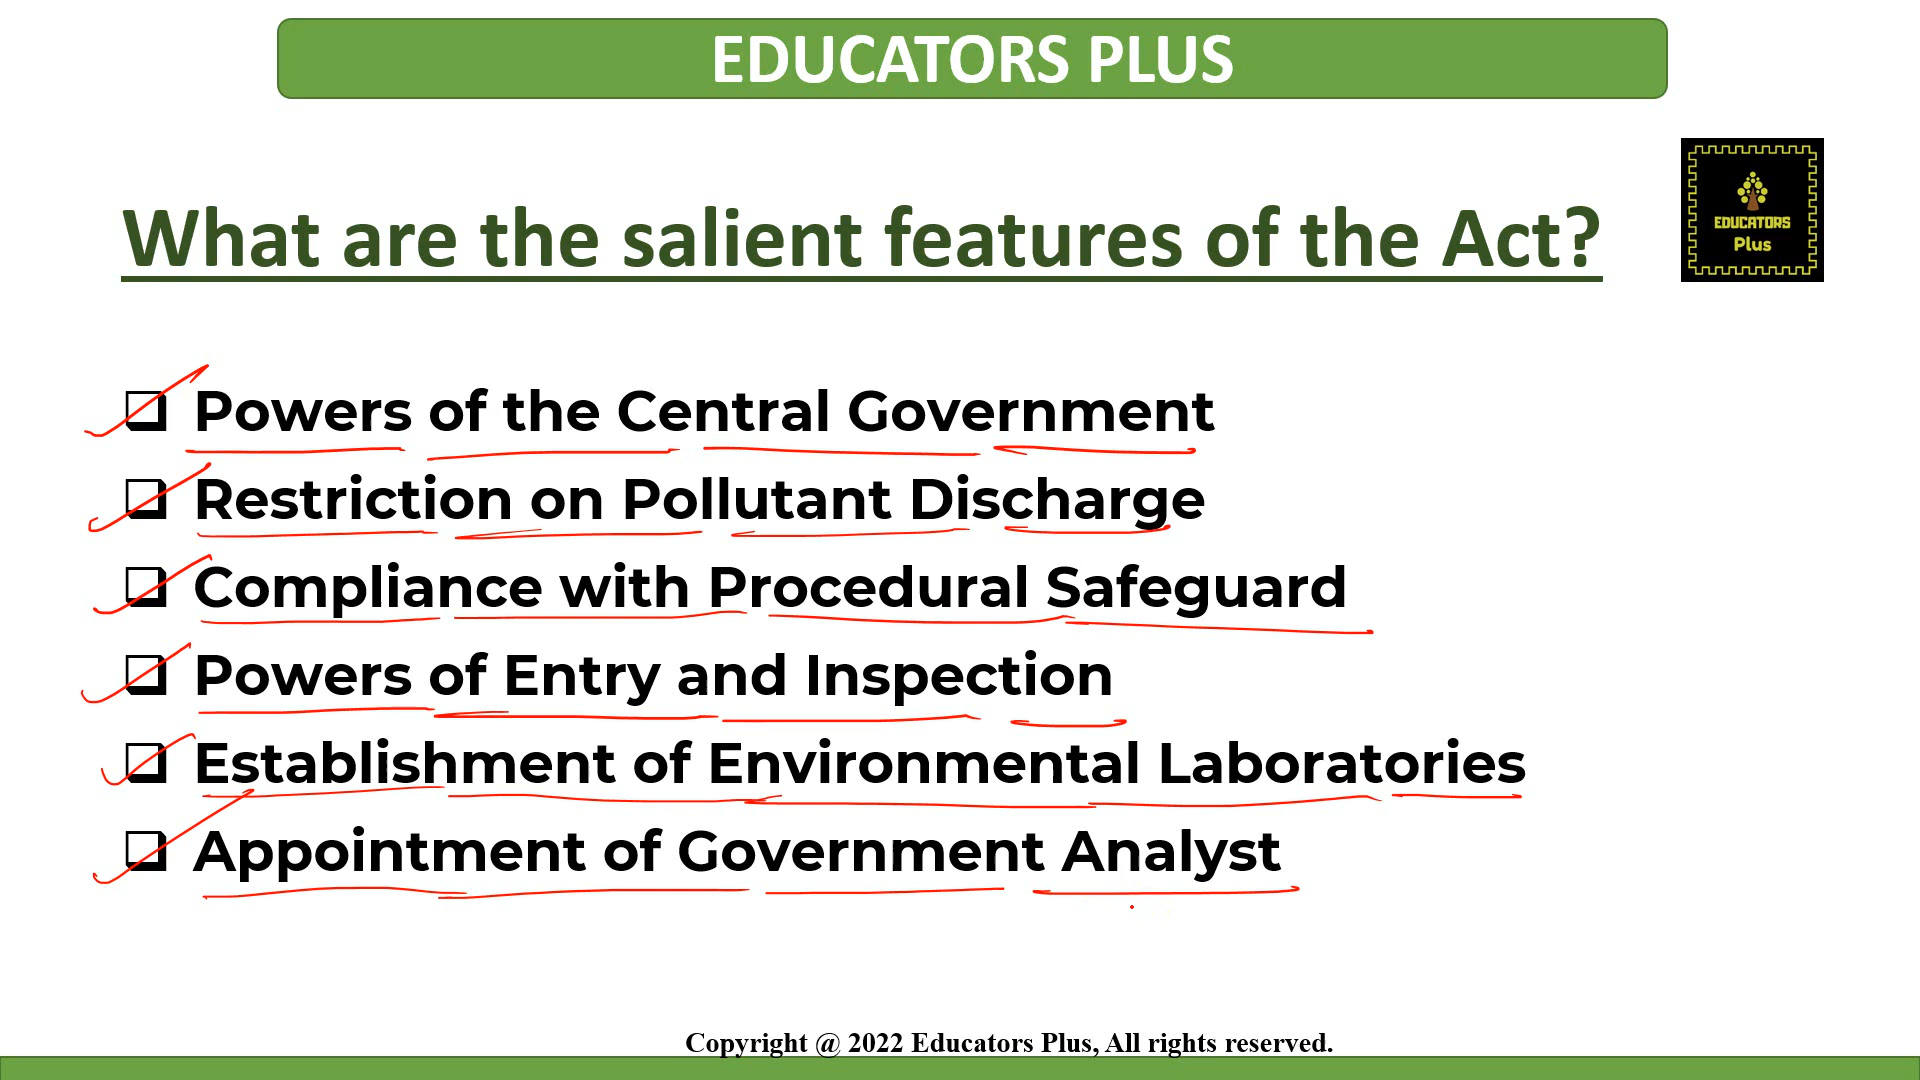 EDUCATORS PLUS
What are the salient features of the Act?
EDUCATORS
Plus
Powers of the Central Government
Restriction on Pollutant Discharge
Compliance with Procedural Safeguard
Powers of Entry and Inspection
Establishment of Environmental Laboratories
Appointment of Government Analyst
Copyright @ 2022 Educators Plus, All rights reserved.